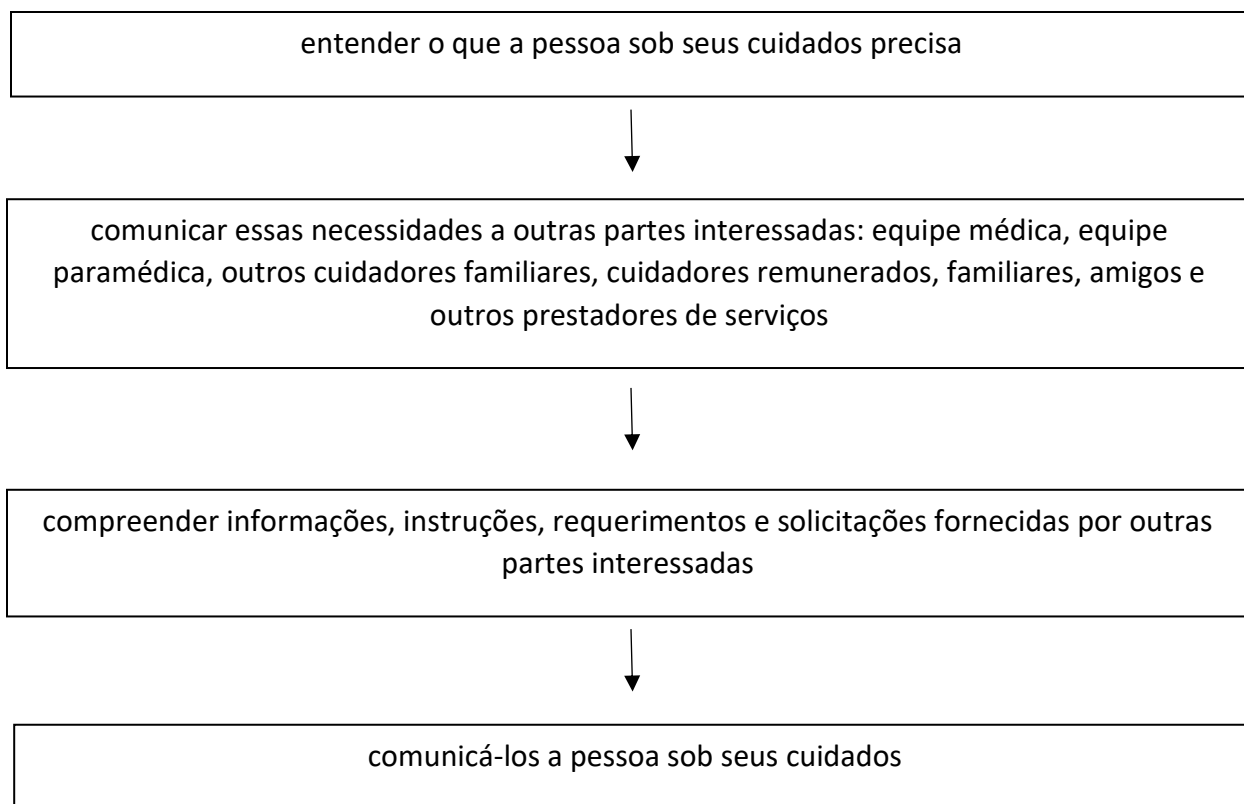 entender o que a pessoa sob seus cuidados precisa
comunicar essas necessidades a outras partes interessadas: equipe médica, equipe
paramédica, outros cuidadores familiares, cuidadores remunerados, familiares, amigos e
outros prestadores de serviços
compreender informações, instruções, requerimentos e solicitações fornecidas por outras
partes interessadas
comunicá-los a pessoa sob seus cuidados